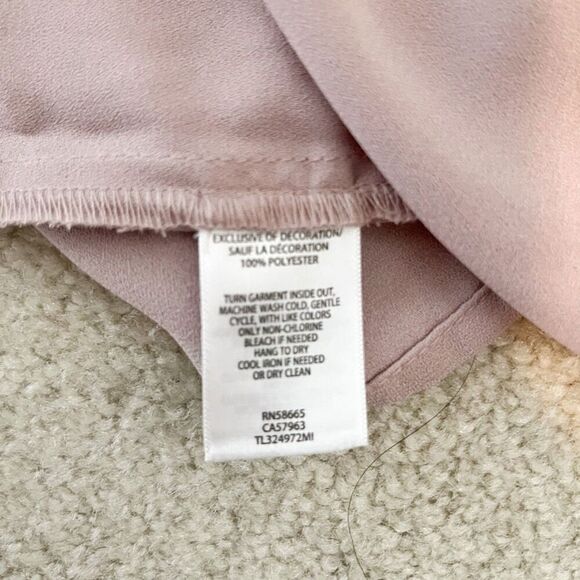 EXCLUSIVE OF DECORATION/
SAUF LA DÉCORATION
100% POLYESTER
TURN GARMENT INSIDE OUT,
MACHINE WASH COLD, GENTLE
CYCLE, WITH LIKE COLORS
ONLY NON-CHLORINE
BLEACH IF NEEDED
HANG TO DRY
COOL IRON IF NEEDED
OR DRY CLEAN
RN58665
CA57963
TL324972MI